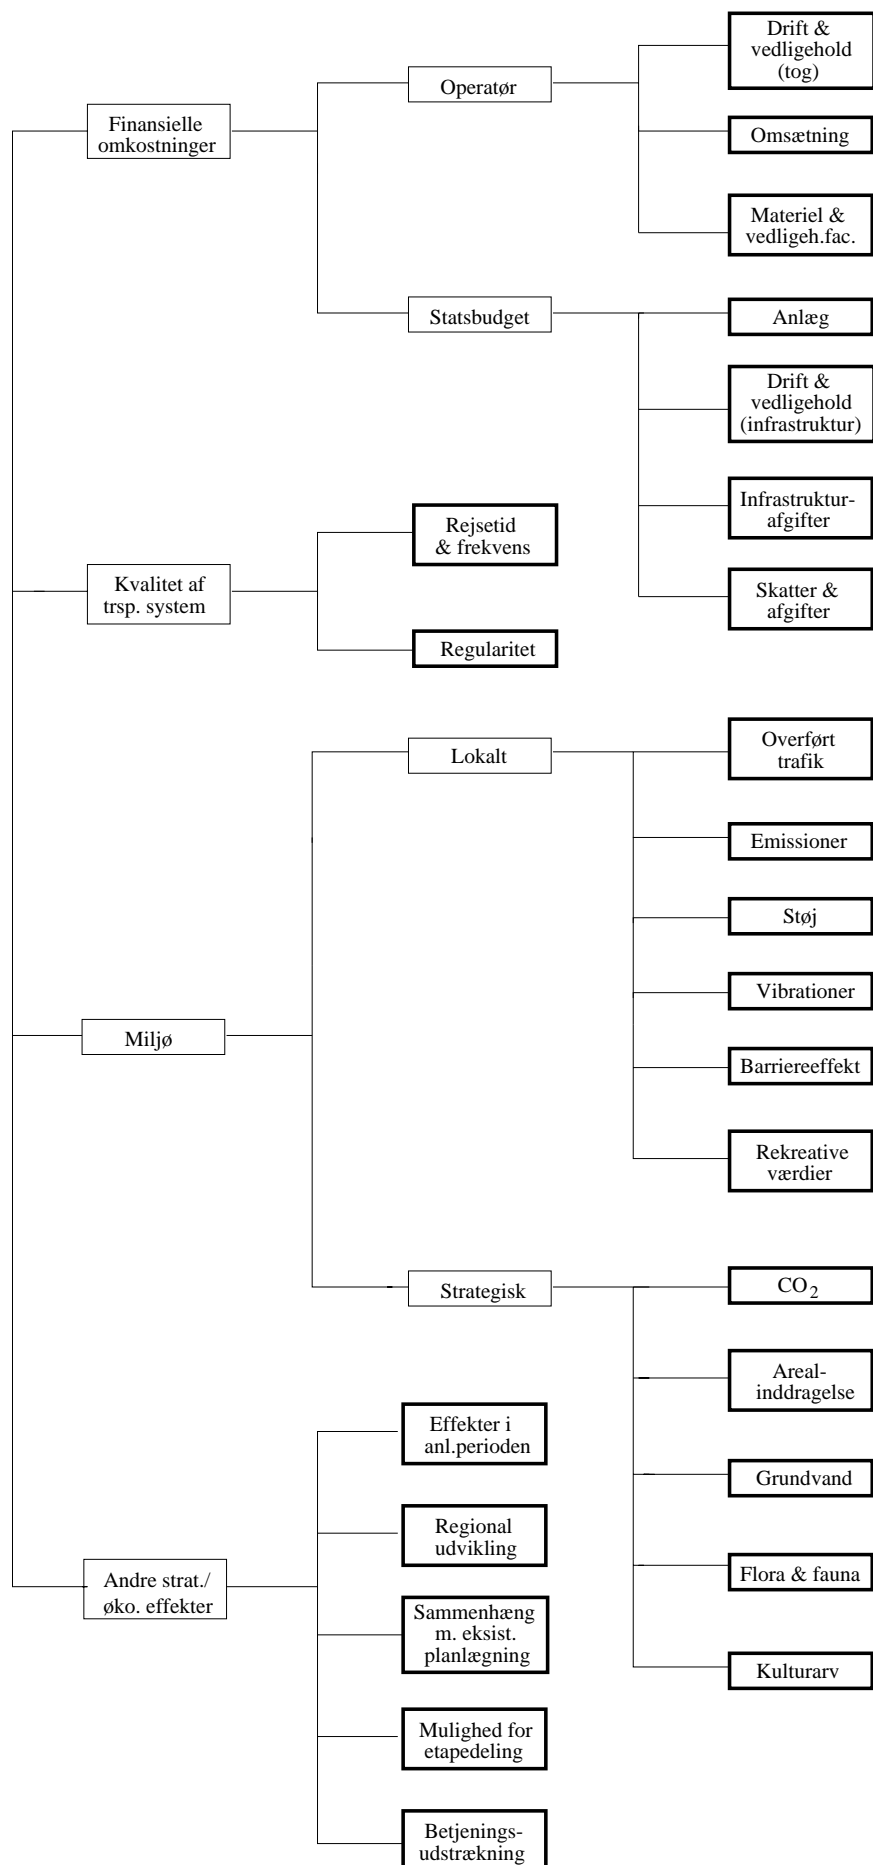 Drift &
vedligehold
(tog)
Operatør
Finansielle
omkostninger
Omsætning
Materiel &
vedligeh.fac.
Statsbudget
Anlæg
Drift &
vedligehold
(infrastruktur)
Infrastruktur-
afgifter
Rejsetid
& frekvens
Kvalitet af
trsp. system
Skatter &
afgifter
Regularitet
Lokalt
Overført
trafik
Emissioner
Støj
Vibrationer
Miljø
Barriereeffekt
Rekreative
værdier
Strategisk
CO2
Areal-
inddragelse
Effekter i
anl.perioden
Grundvand
Regional
udvikling
Flora & fauna
Andre strat./
øko. effekter
Sammenhæng
m. eksist.
planlægning
Kulturarv
Mulighed for
etapedeling
Betjenings-
udstrækning